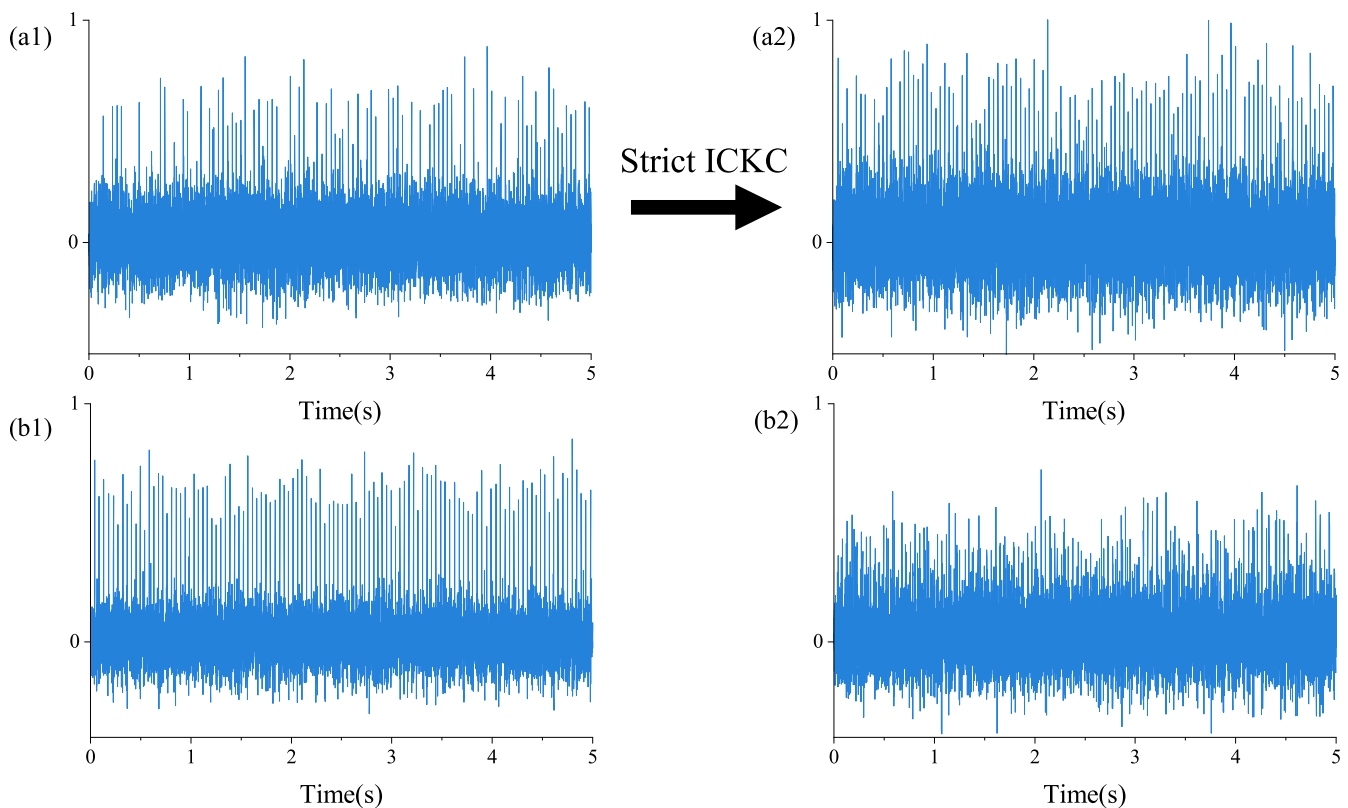 (a1)
1
0
0 1 2 3 4 5
Time(s)
Strict ICKC
(a2)
1
0
0 1 2 3 4 5
Time(s)
(b1)
1
0
0 1 2 3 4 5
Time(s)
(b2)
1
0
0 1 2 3 4 5
Time(s)